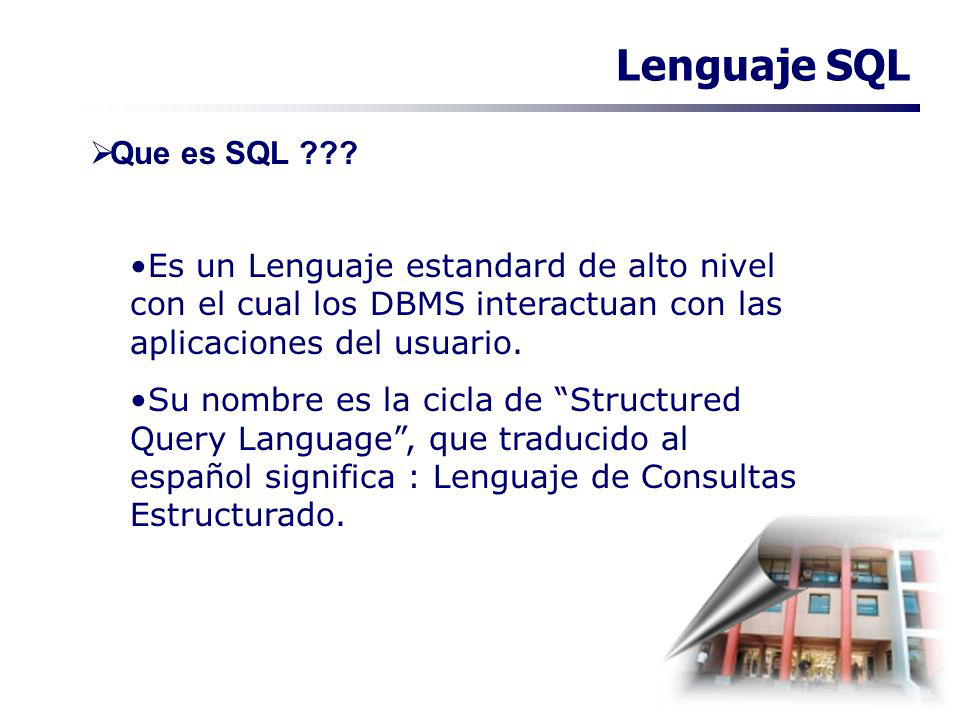 Lenguaje SQL
➢Que es SQL ???
•Es un Lenguaje estandard de alto nivel
con el cual los DBMS interactuan con las
aplicaciones del usuario.
•Su nombre es la cicla de “Structured
Query Language”, que traducido al
español significa : Lenguaje de Consultas
Estructurado.